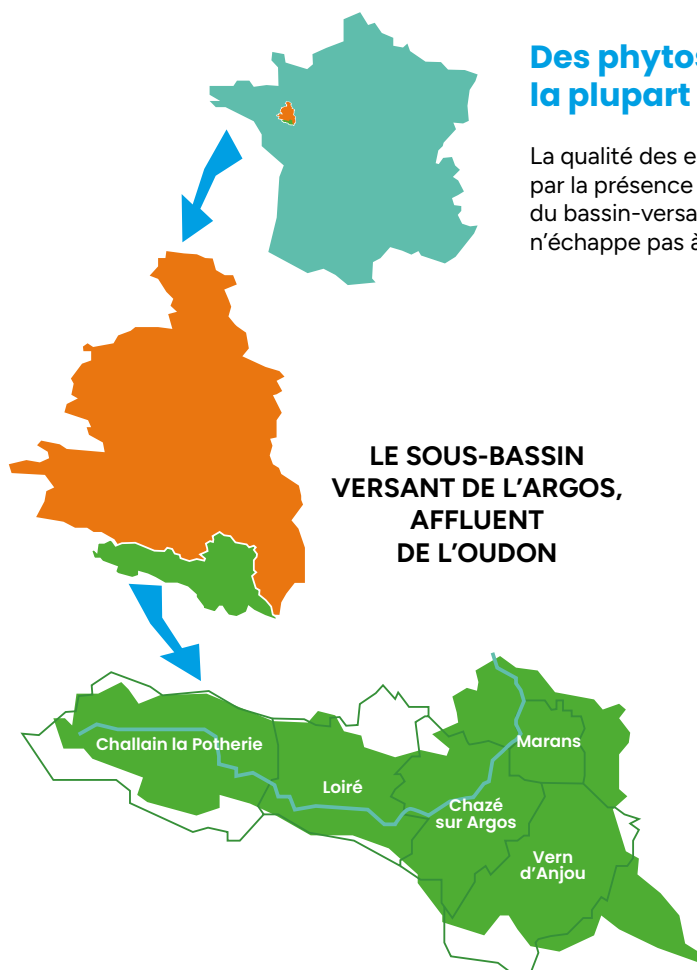 Des phytos
la plupart
La qualité des e
par la présence
du bassin-versa
n'échappe pas à
LE SOUS-BASSIN
VERSANT DE L'ARGOS,
AFFLUENT
DE L'OUDON
Challain la Potherie
Loiré
Marans
Chazé
sur Argos
Vern
d'Anjou